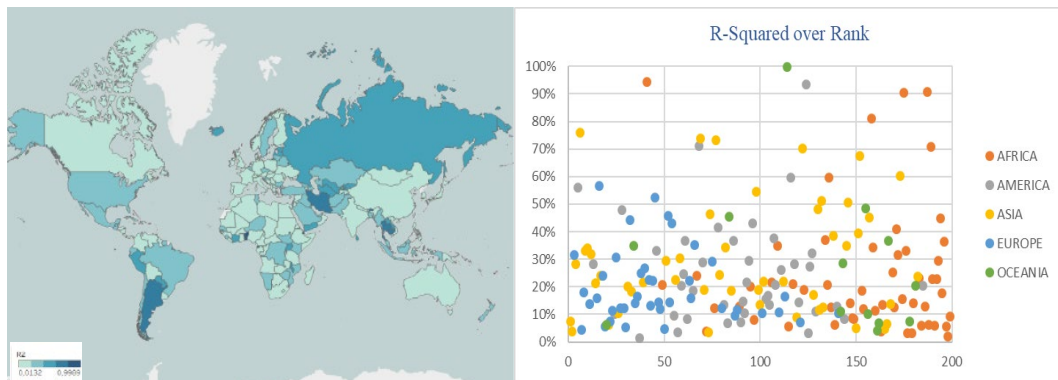 R2
0.0132 0.9989
R-Squared over Rank
100%
90%
80%
70%
60%
50%
40%
30%
20%
10%
0%
0 50 100 150 200
AFRICA
AMERICA
ASIA
EUROPE
OCEANIA